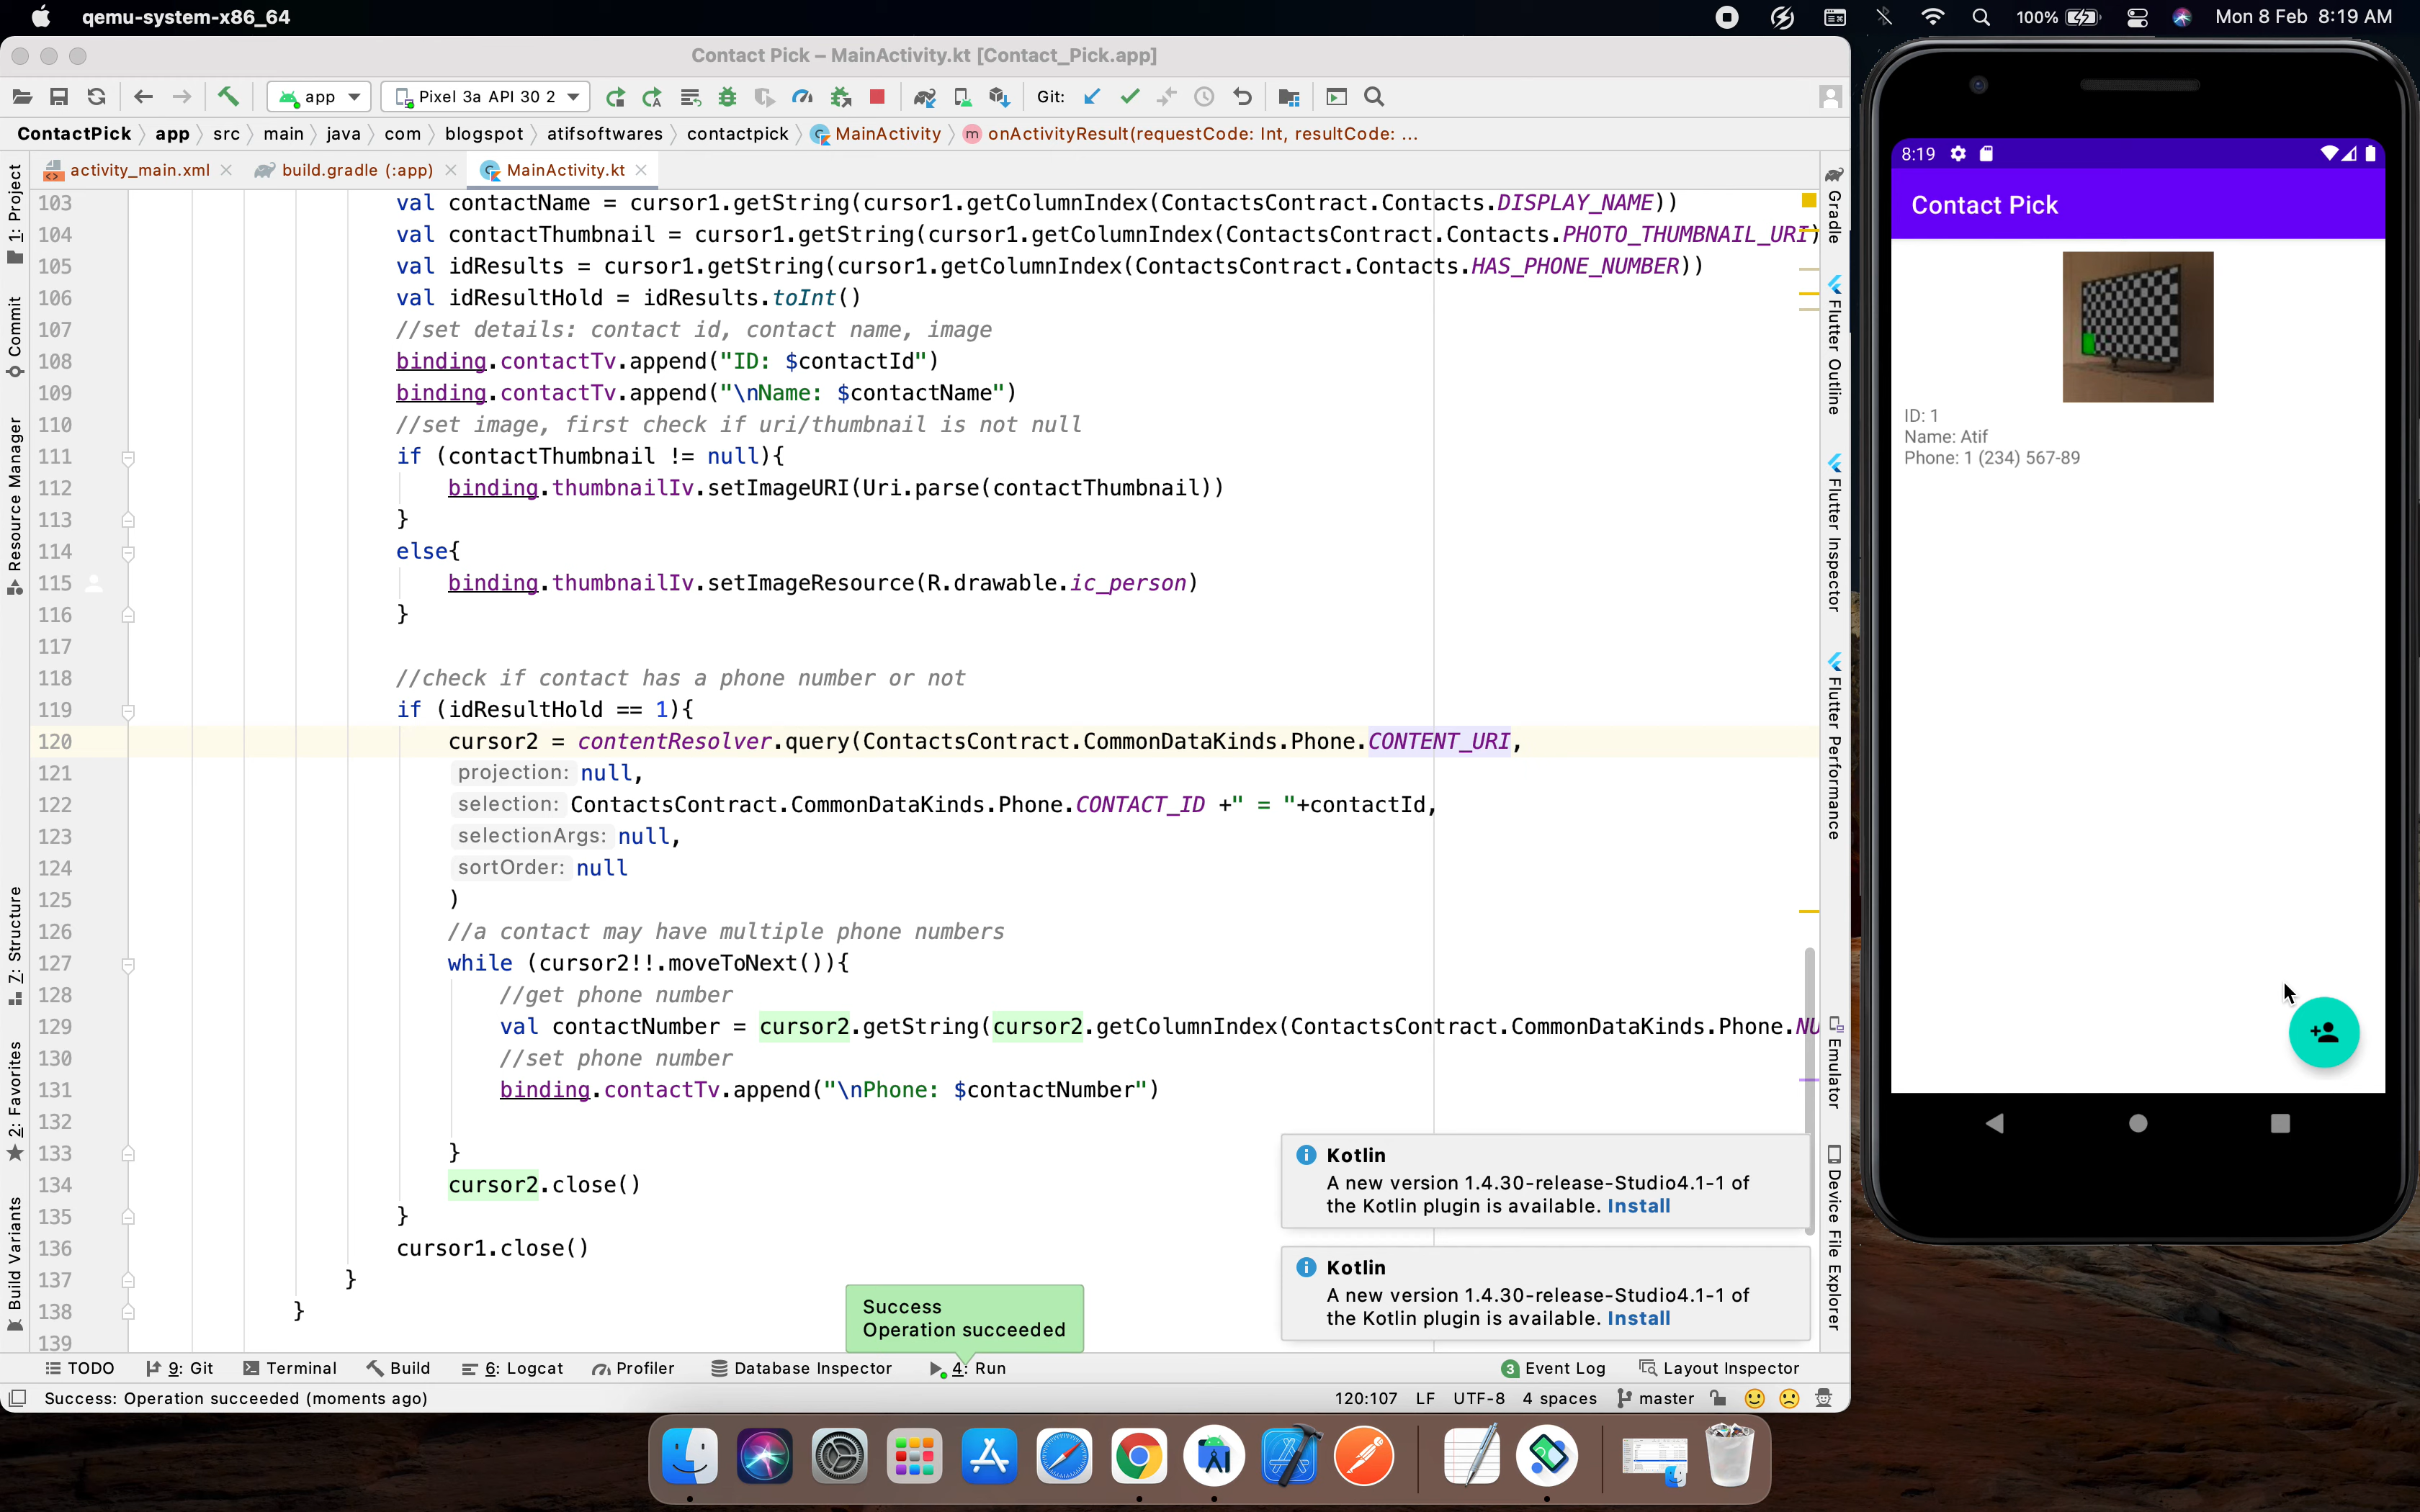 qemu-system-x86_64
100%
Mon 8 Feb 8:19 AM
Contact Pick – MainActivity.kt [Contact_Pick.app]
app
Pixel 3a API 30 2
Git:
ContactPick
app
src
main
java
com
blogspot
atifsoftwares
contactpick
MainActivity
onActivityResult(requestCode: Int, resultCode: ...
activity_main.xml
build.gradle (:app)
MainActivity.kt
1: Project
Commit
Resource Manager
Z: Structure
2: Favorites
Build Variants
103 val contactName = cursor1.getString(cursor1.getColumnIndex(ContactsContract.Contacts.DISPLAY_NAME))
104 val contactThumbnail = cursor1.getString(cursor1.getColumnIndex(ContactsContract.Contacts.PHOTO_THUMBNAIL_URI)
105 val idResults = cursor1.getString(cursor1.getColumnIndex(ContactsContract.Contacts.HAS_PHONE_NUMBER))
106 val idResultHold = idResults.toInt()
107 //set details: contact id, contact name, image
108 binding.contactTv.append("ID: $contactId")
109 binding.contactTv.append("\nName: $contactName")
110 //set image, first check if uri/thumbnail is not null
111 if (contactThumbnail != null){
112 binding.thumbnailIv.setImageURI(Uri.parse(contactThumbnail))
113 }
114 else{
115 binding.thumbnailIv.setImageResource(R.drawable.ic_person)
116 }
117
118 //check if contact has a phone number or not
119 if (idResultHold == 1){
120 cursor2 = contentResolver.query(ContactsContract.CommonDataKinds.Phone.CONTENT_URI,
121 projection: null,
122 selection: ContactsContract.CommonDataKinds.Phone.CONTACT_ID +" = "+contactId,
123 selectionArgs: null,
124 sortOrder: null
125 )
126 //a contact may have multiple phone numbers
127 while (cursor2!!.moveToNext()){
128 //get phone number
129 val contactNumber = cursor2.getString(cursor2.getColumnIndex(ContactsContract.CommonDataKinds.Phone.NU
130 //set phone number
131 binding.contactTv.append("\nPhone: $contactNumber")
132
133 }
134 cursor2.close()
135 }
136 cursor1.close()
137 }
138 }
139
Kotlin
A new version 1.4.30-release-Studio4.1-1 of
the Kotlin plugin is available. Install
Kotlin
A new version 1.4.30-release-Studio4.1-1 of
the Kotlin plugin is available. Install
Success
Operation succeeded
Gradle
Flutter Outline
Flutter Inspector
Flutter Performance
Emulator
Device File Explorer
TODO
9: Git
Terminal
Build
6: Logcat
Profiler
Database Inspector
4: Run
3 Event Log
Layout Inspector
Success: Operation succeeded (moments ago)
120:107
LF
UTF-8
4 spaces
master
8:19
Contact Pick
ID: 1
Name: Atif
Phone: 1 (234) 567-89